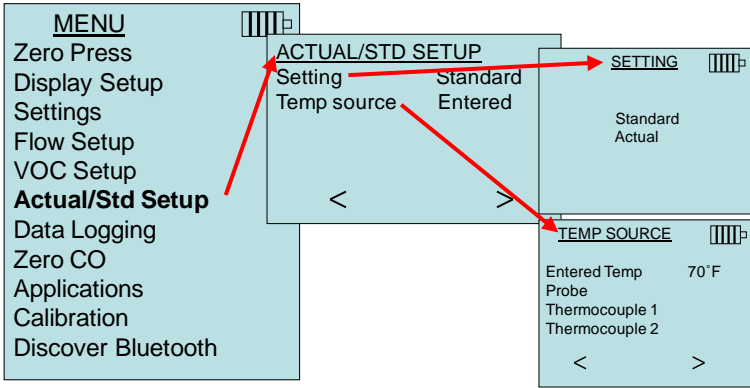 MENU
Zero Press
Display Setup
Settings
Flow Setup
VOC Setup
Actual/Std Setup
Data Logging
Zero CO
Applications
Calibration
Discover Bluetooth
ACTUAL/STD SETUP
Setting Standard
Temp source Entered
< >
SETTING
Standard
Actual
TEMP SOURCE
Entered Temp 70˚F
Probe
Thermocouple 1
Thermocouple 2
< >